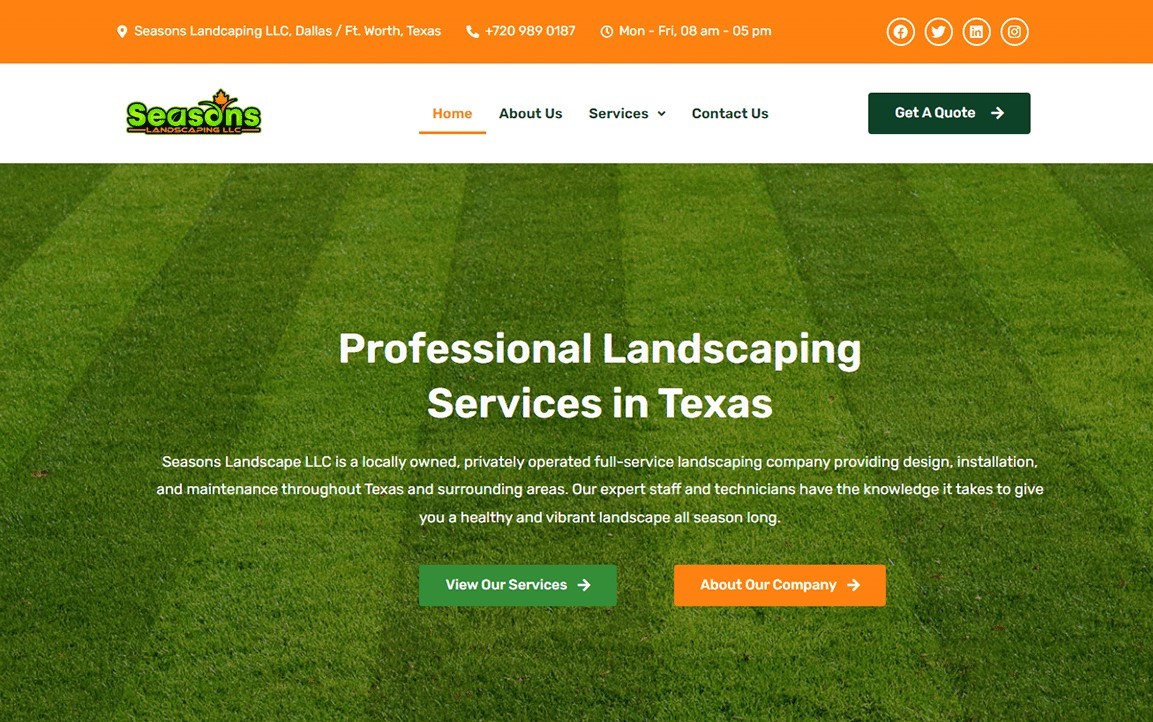 Seasons Landcaping LLC, Dallas / Ft. Worth, Texas +720 989 0187 Mon - Fri, 08 am - 05 pm
Seasons
LANDSCAPING LLC
Home About Us Services Contact Us Get A Quote
Professional Landscaping
Services in Texas
Seasons Landscape LLC is a locally owned, privately operated full-service landscaping company providing design, installation,
and maintenance throughout Texas and surrounding areas. Our expert staff and technicians have the knowledge it takes to give
you a healthy and vibrant landscape all season long.
View Our Services About Our Company